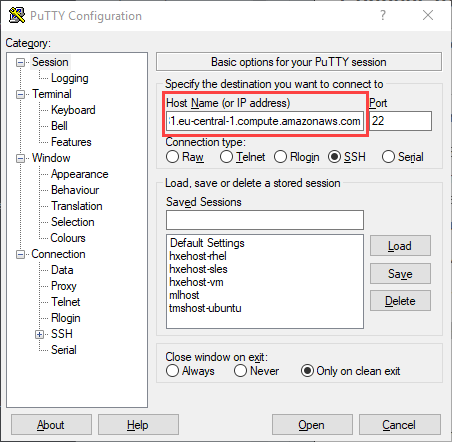 PuTTY Configuration
Category:
Session
Logging
Terminal
Keyboard
Bell
Features
Window
Appearance
Behaviour
Translation
Selection
Colours
Connection
Data
Proxy
Telnet
Rlogin
SSH
Serial
Basic options for your PuTTY session
Specify the destination you want to connect to
Host Name (or IP address) Port
1.eu-central-1.compute.amazonaws.com 22
Connection type:
Raw Telnet Rlogin SSH Serial
Load, save or delete a stored session
Saved Sessions
Default Settings
hxehost-rhel
hxehost-sles
hxehost-vm
mlhost
tmshost-ubuntu
Load
Save
Delete
Close window on exit:
Always Never Only on clean exit
About Help Open Cancel